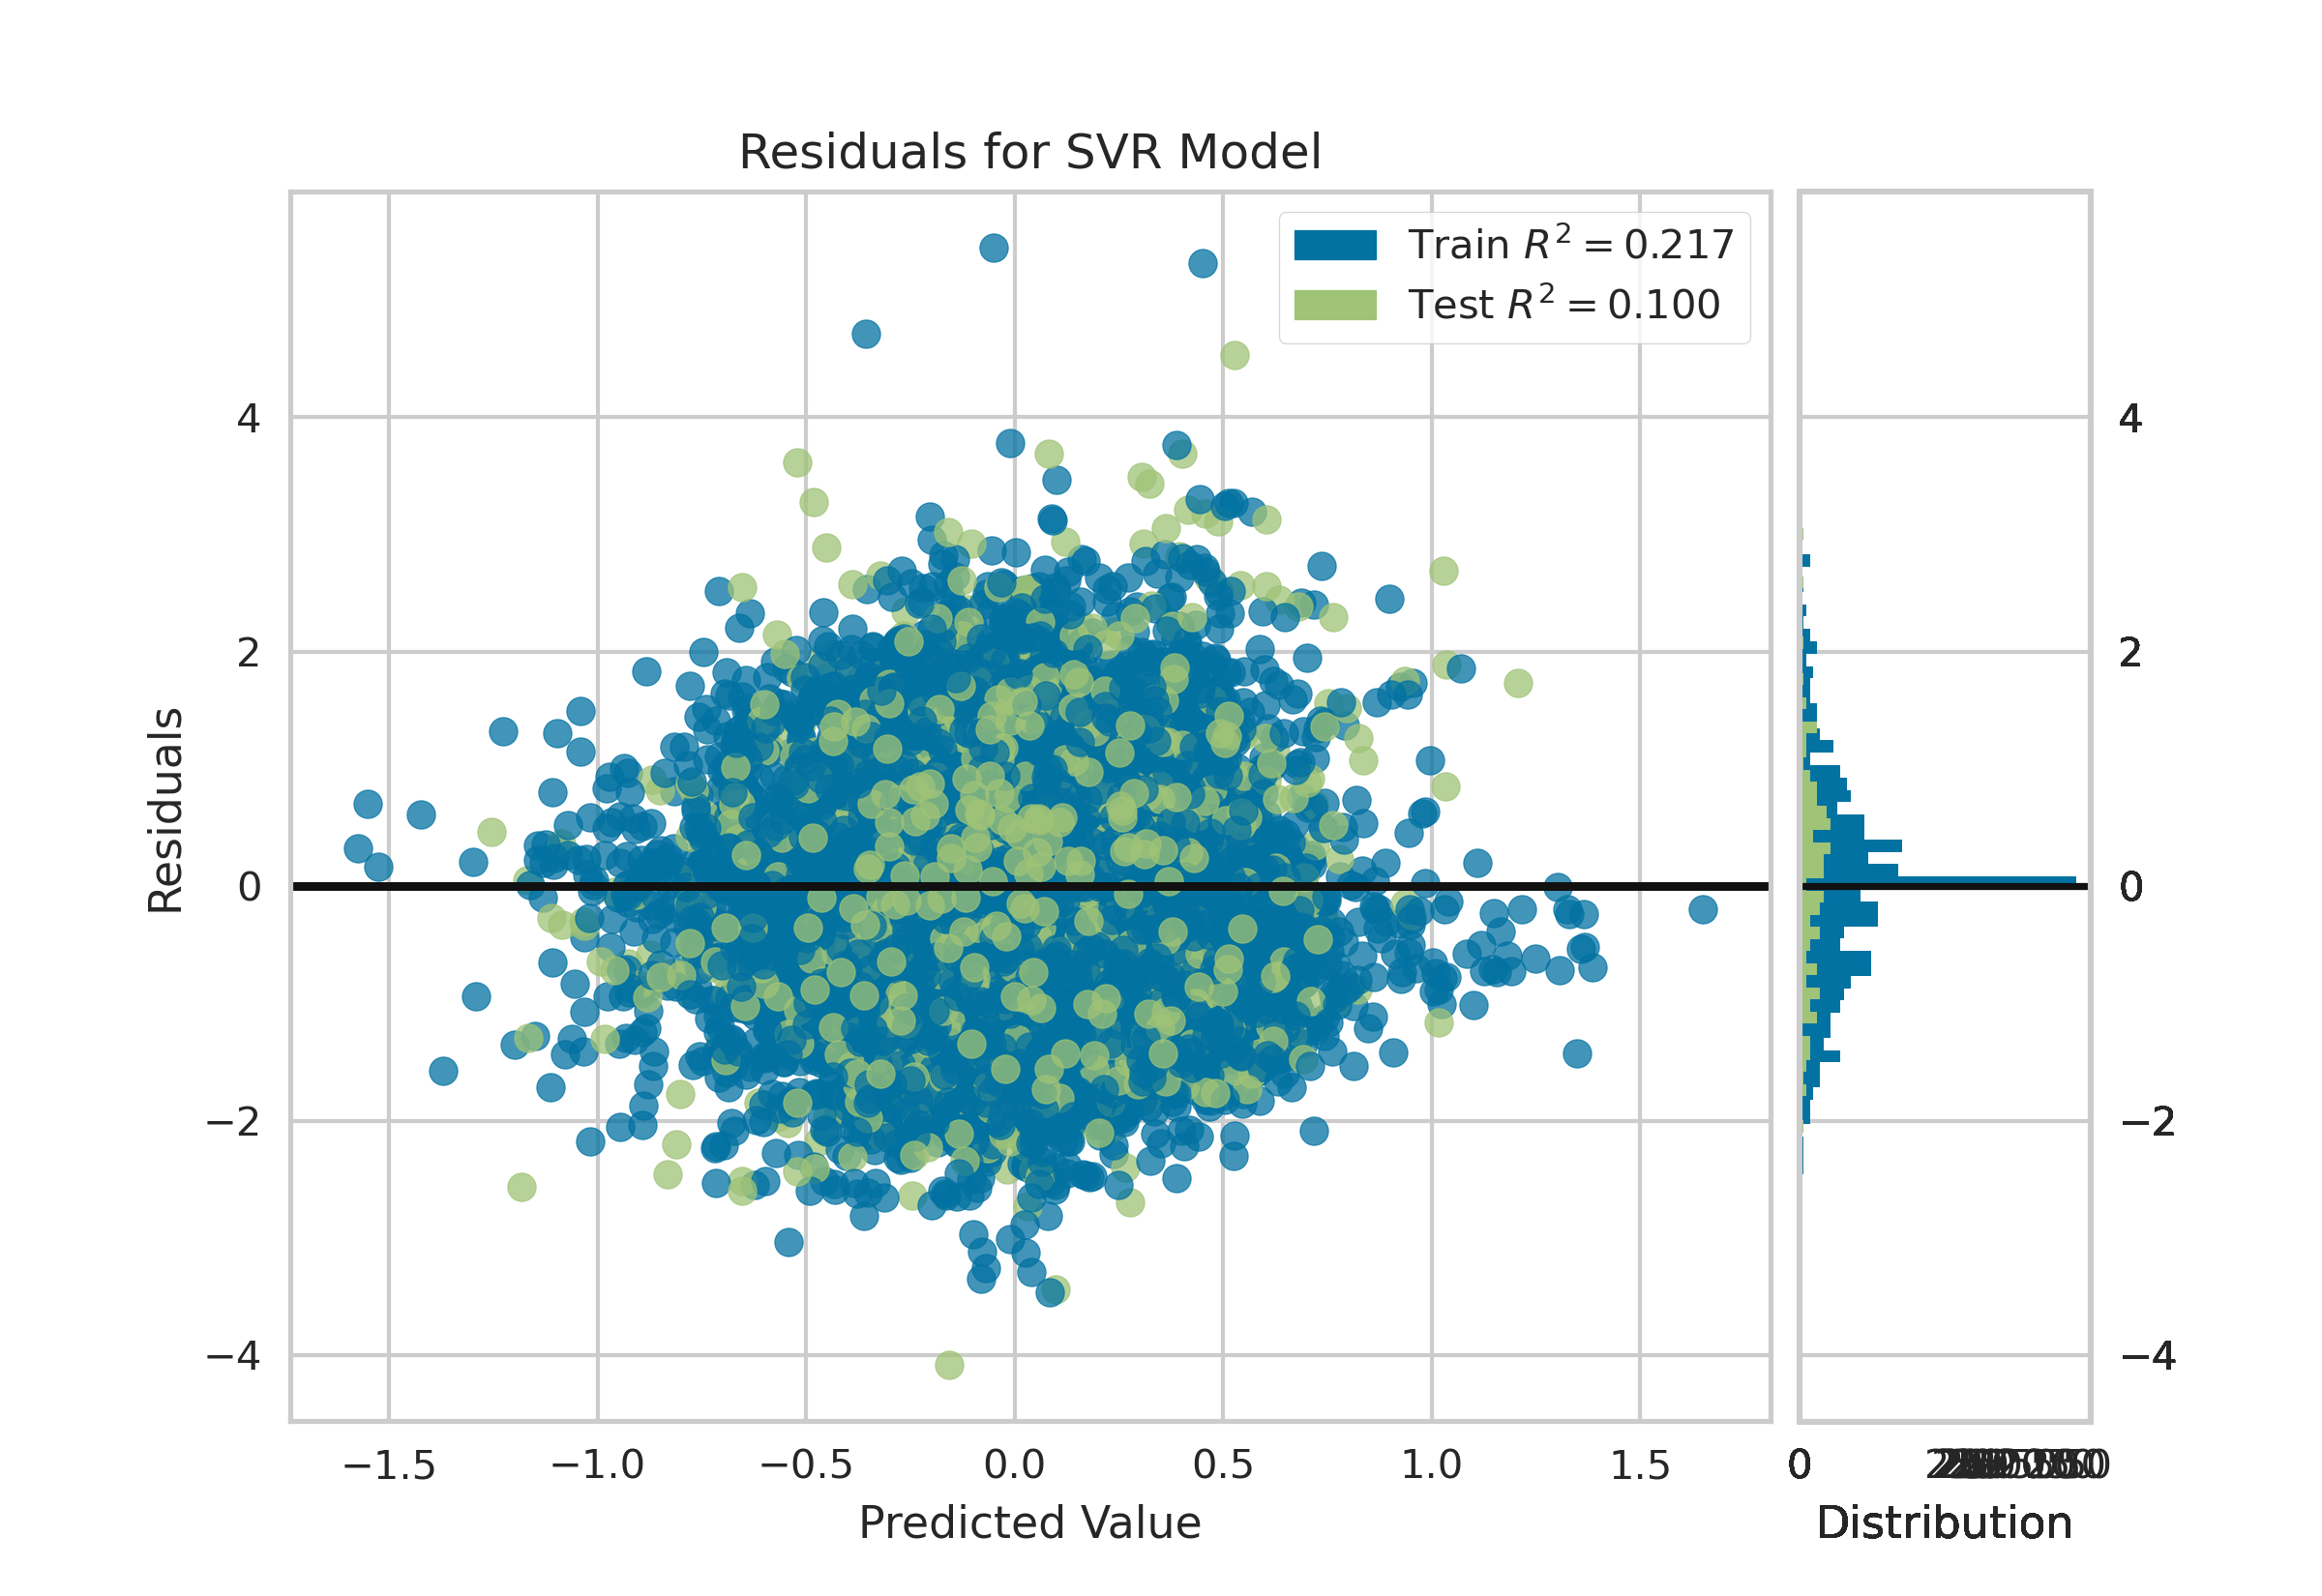 Residuals for SVR Model
Train R² = 0.217
Test R² = 0.100
Residuals
4
2
0
−2
−4
4
2
0
−2
−4
−1.5 −1.0 −0.5 0.0 0.5 1.0 1.5
0
Predicted Value
Distribution